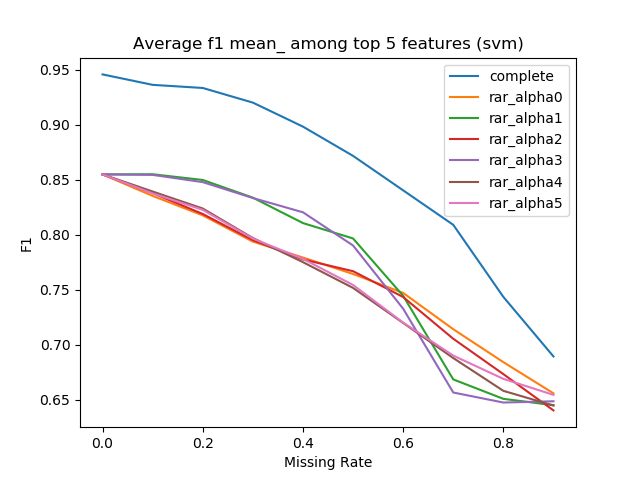 Average f1 mean_ among top 5 features (svm)
complete
rar_alpha0
rar_alpha1
rar_alpha2
rar_alpha3
rar_alpha4
rar_alpha5
0.95
0.90
0.85
0.80
0.75
0.70
0.65
F1
0.0 0.2 0.4 0.6 0.8
Missing Rate